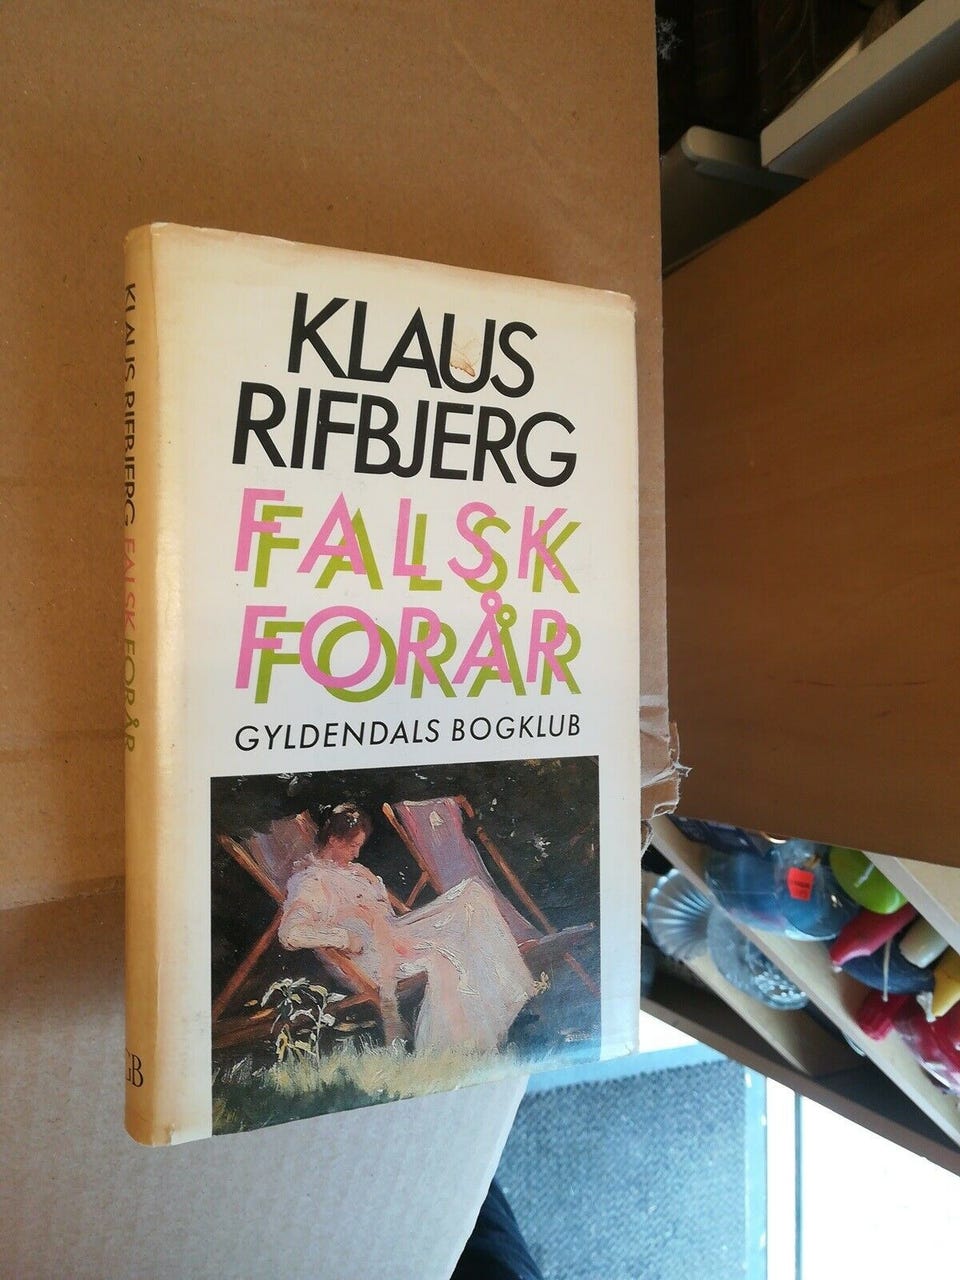 KLAUS
RIFBJERG
FALSK
FORÅR
GYLDENDALS BOGKLUB
KLAUS RIFBJERG FALSK FORÅR
GB